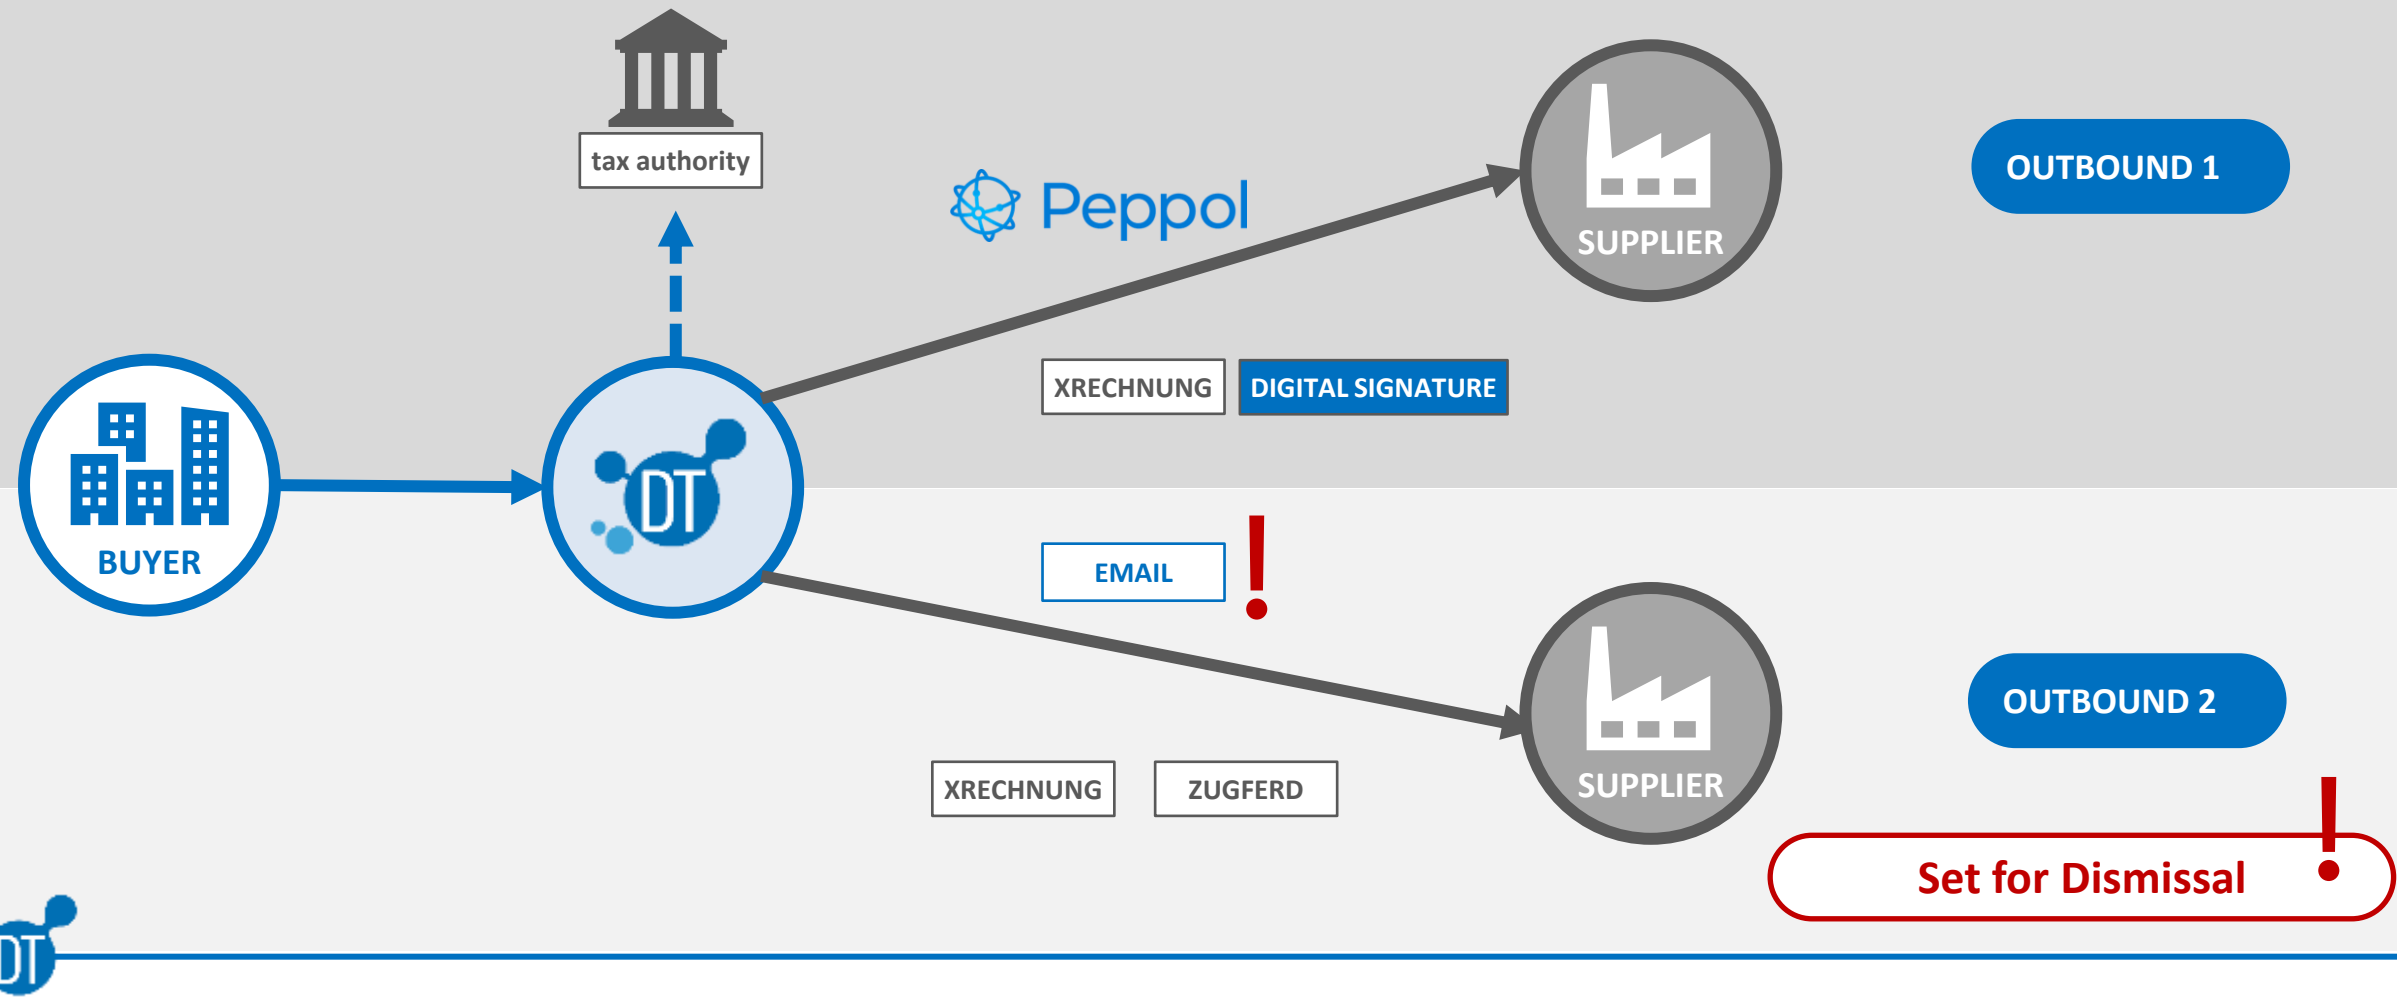 tax authority
Peppol
SUPPLIER
OUTBOUND 1
XRECHNUNG
DIGITAL SIGNATURE
BUYER
DT
EMAIL
!
SUPPLIER
OUTBOUND 2
XRECHNUNG
ZUGFERD
Set for Dismissal
!
DT